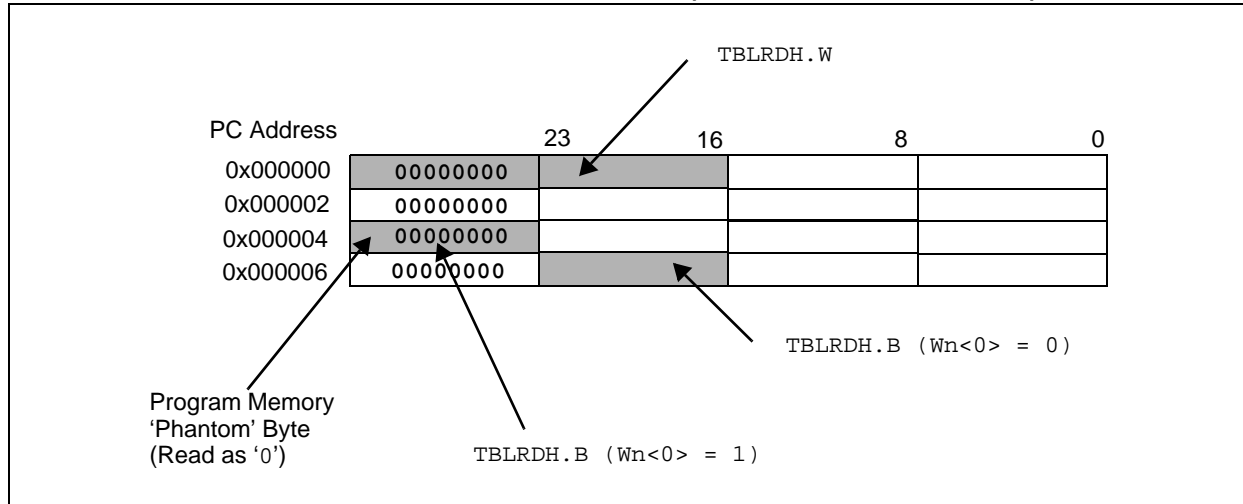 TBLRDH.W
PC Address 23 16 8 0
0x000000 00000000
0x000002 00000000
0x000004 00000000
0x000006 00000000
TBLRDH.B (Wn<0> = 0)
Program Memory
‘Phantom’ Byte
(Read as ‘0’)
TBLRDH.B (Wn<0> = 1)